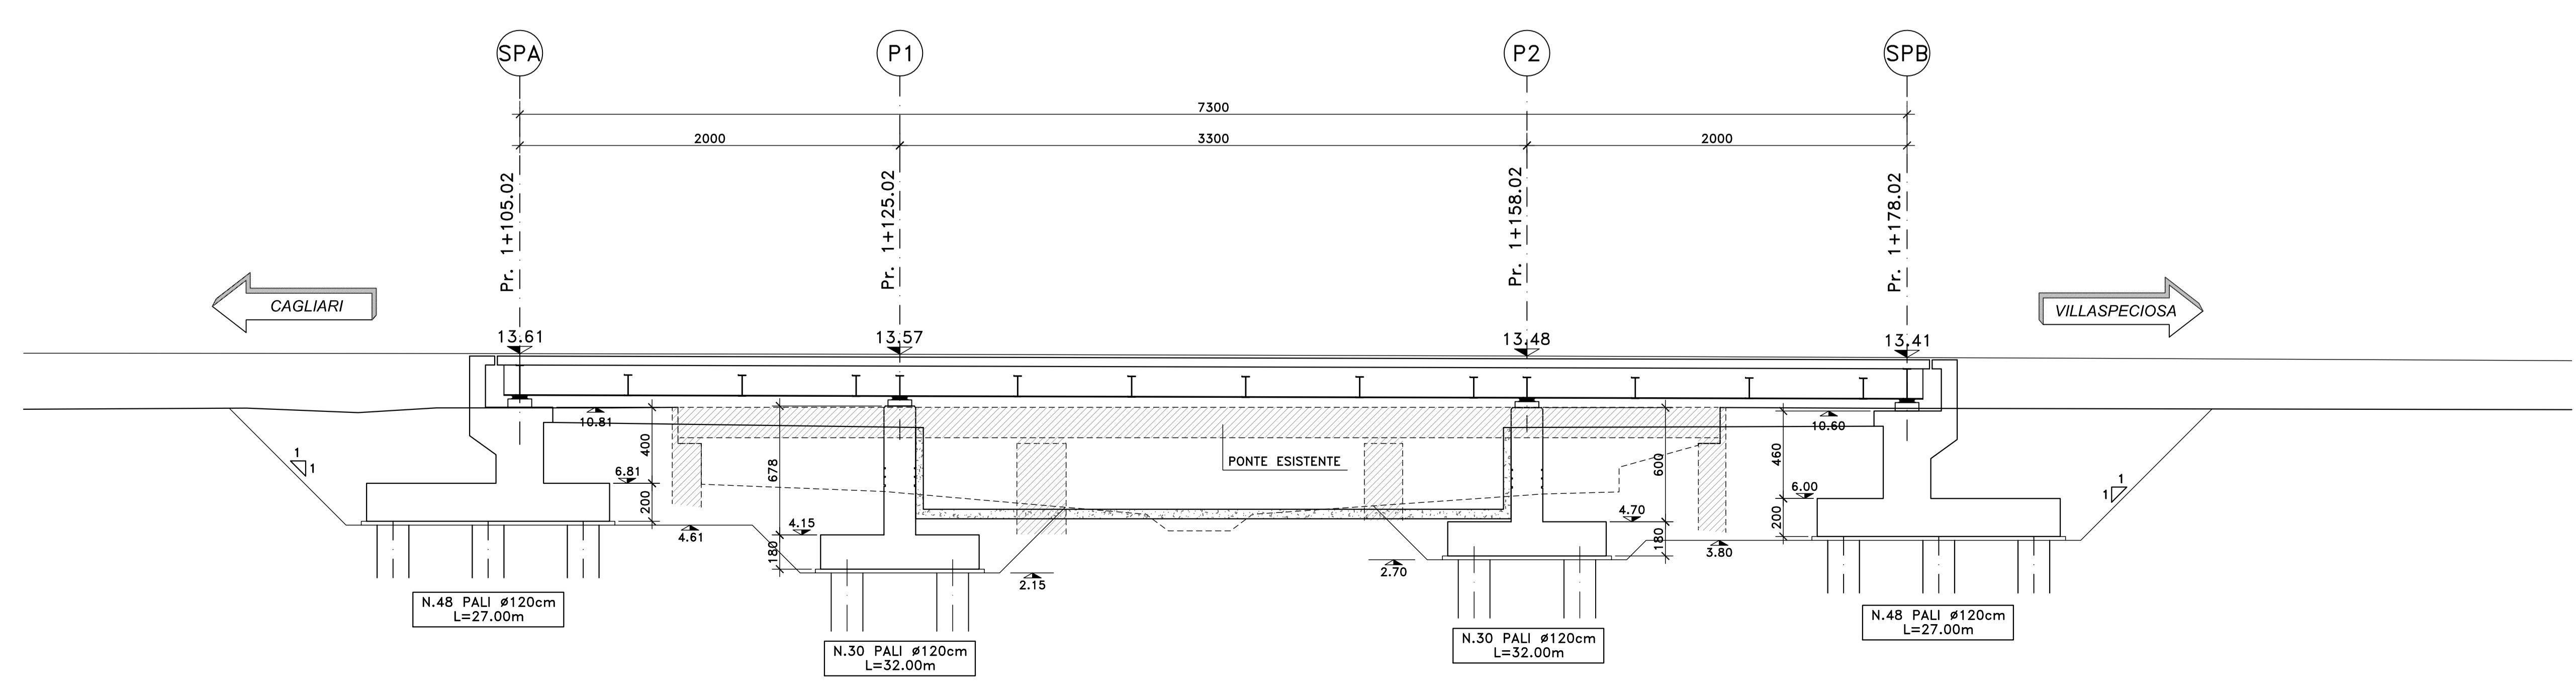 SPA
P1
P2
SPB
7300
2000
3300
2000
Pr. 1+105.02
Pr. 1+125.02
Pr. 1+158.02
Pr. 1+178.02
CAGLIARI
VILLASPECIOSA
13.61
13.57
13.48
13.41
10.81
10.60
400
678
600
460
PONTE ESISTENTE
1
1
1
1
6.81
6.00
200
4.15
4.70
200
4.61
180
180
3.80
2.15
2.70
N.48 PALI ø120cm
L=27.00m
N.30 PALI ø120cm
L=32.00m
N.30 PALI ø120cm
L=32.00m
N.48 PALI ø120cm
L=27.00m